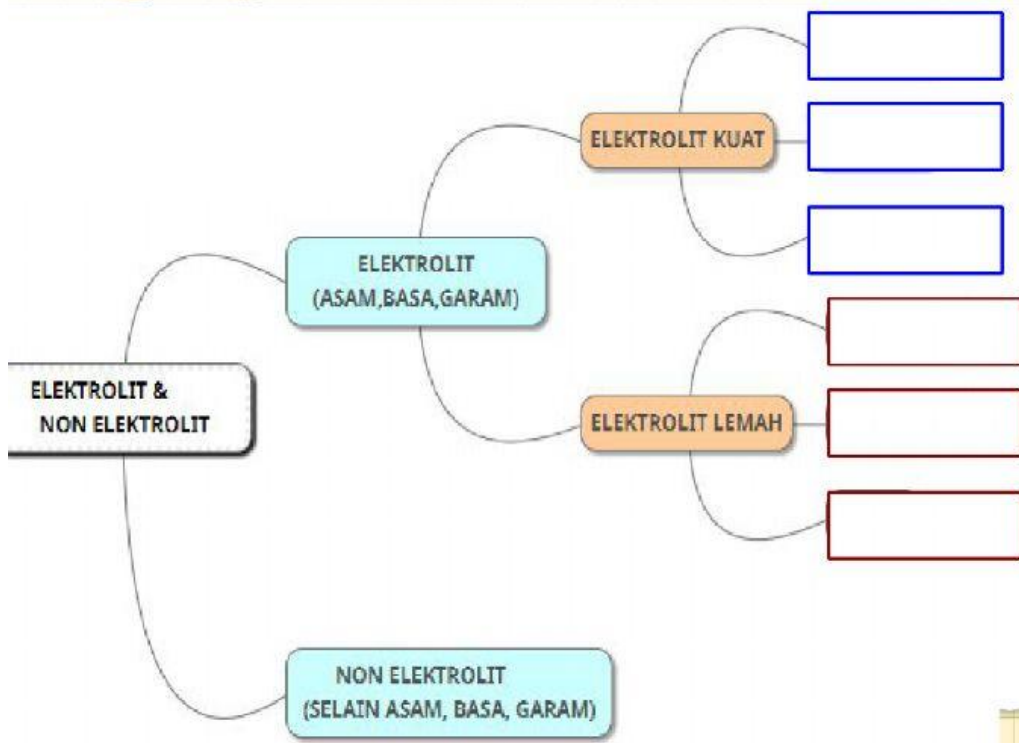 ELEKTROLIT KUAT
ELEKTROLIT
(ASAM,BASA,GARAM)
ELEKTROLIT &
NON ELEKTROLIT
ELEKTROLIT LEMAH
NON ELEKTROLIT
(SELAIN ASAM, BASA, GARAM)